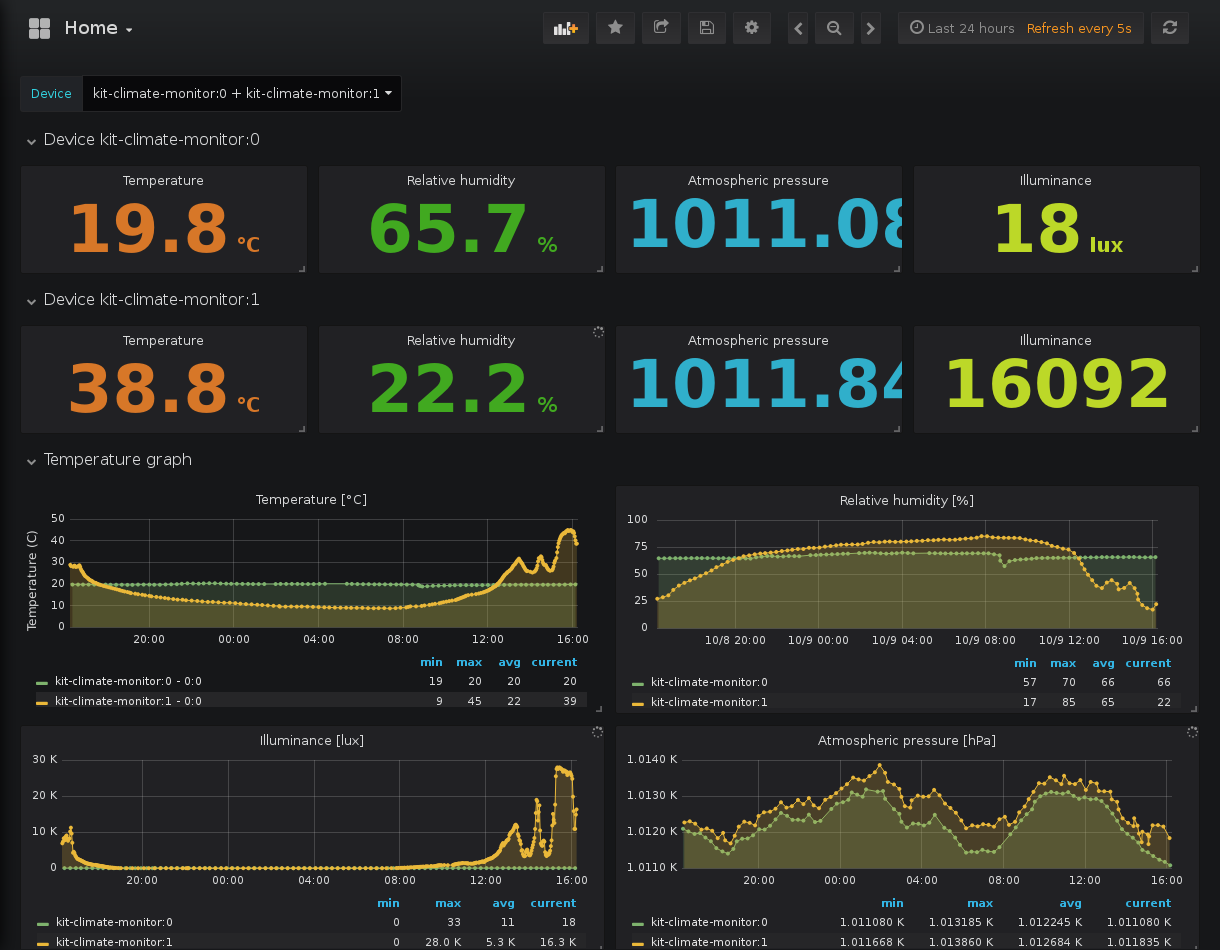 Home
Last 24 hours Refresh every 5s
Device kit-climate-monitor:0 + kit-climate-monitor:1
Device kit-climate-monitor:0
Temperature Relative humidity Atmospheric pressure Illuminance
19.8 °C 65.7 % 1011.08 18 lux
Device kit-climate-monitor:1
Temperature Relative humidity Atmospheric pressure Illuminance
38.8 °C 22.2 % 1011.84 16092
Temperature graph
Temperature [°C]
Temperature (C)
50
40
30
20
10
0
20:00 00:00 04:00 08:00 12:00 16:00
min max avg current
kit-climate-monitor:0 - 0:0 19 20 20 20
kit-climate-monitor:1 - 0:0 9 45 22 39
Relative humidity [%]
100
75
50
25
0
10/8 20:00 10/9 00:00 10/9 04:00 10/9 08:00 10/9 12:00 10/9 16:00
min max avg current
kit-climate-monitor:0 57 70 66 66
kit-climate-monitor:1 17 85 65 22
Illuminance [lux]
30 K
20 K
10 K
0
20:00 00:00 04:00 08:00 12:00 16:00
min max avg current
kit-climate-monitor:0 0 33 11 18
kit-climate-monitor:1 0 28.0 K 5.3 K 16.3 K
Atmospheric pressure [hPa]
1.0140 K
1.0130 K
1.0120 K
1.0110 K
20:00 00:00 04:00 08:00 12:00 16:00
min max avg current
kit-climate-monitor:0 1.011080 K 1.013185 K 1.012245 K 1.011080 K
kit-climate-monitor:1 1.011668 K 1.013860 K 1.012684 K 1.011835 K